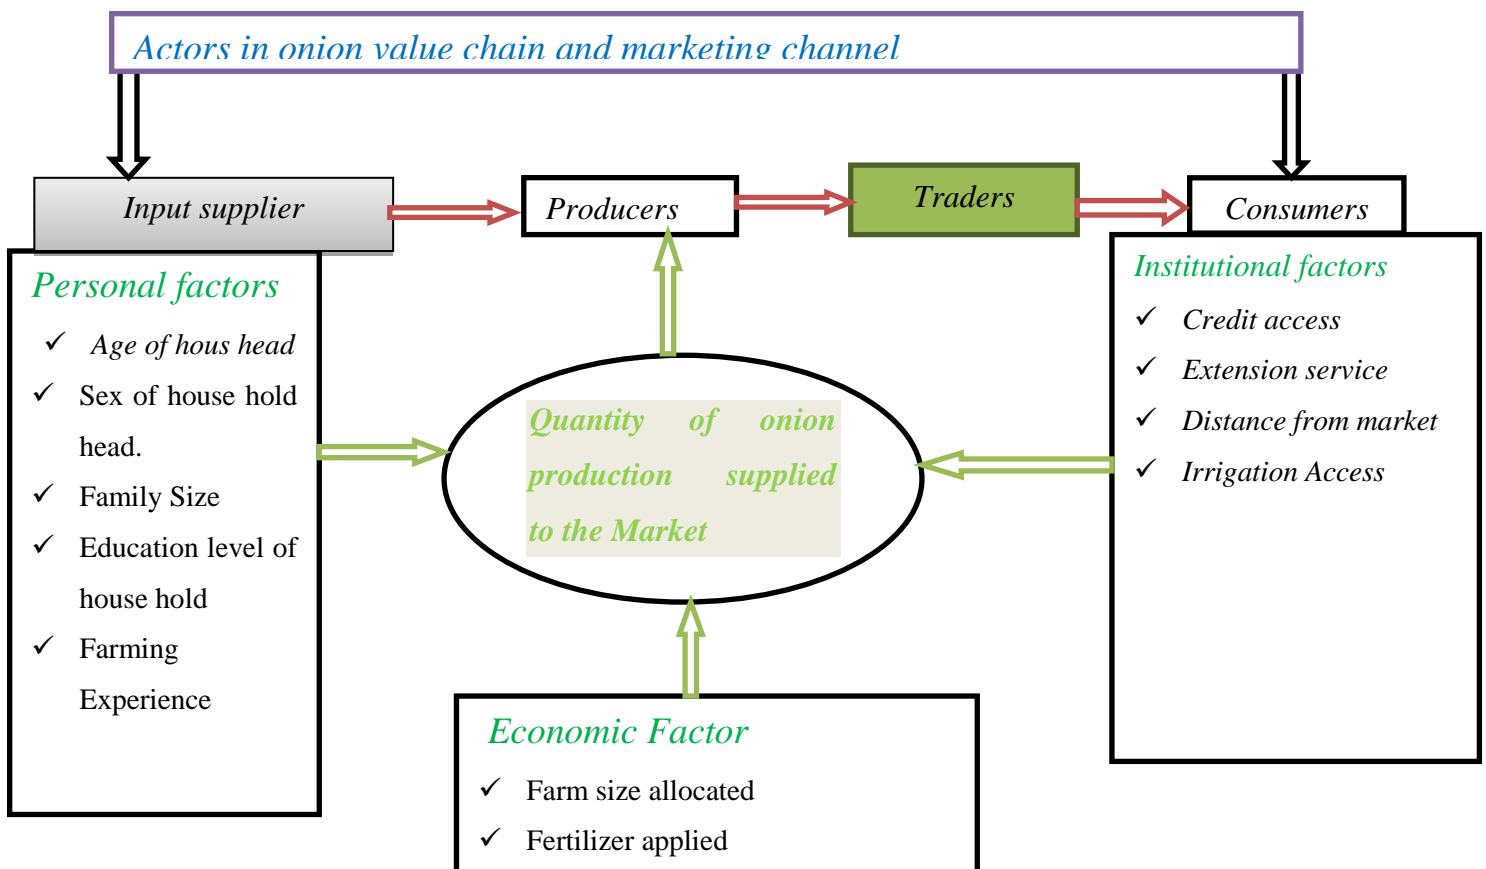 Actors in onion value chain and marketing channel
Input supplier
Producers
Traders
Consumers
Personal factors
✓ Age of hous head
✓ Sex of house hold
head.
✓ Family Size
✓ Education level of
house hold
✓ Farming
Experience
Quantity of onion
production supplied
to the Market
Institutional factors
✓ Credit access
✓ Extension service
✓ Distance from market
✓ Irrigation Access
Economic Factor
✓ Farm size allocated
✓ Fertilizer applied